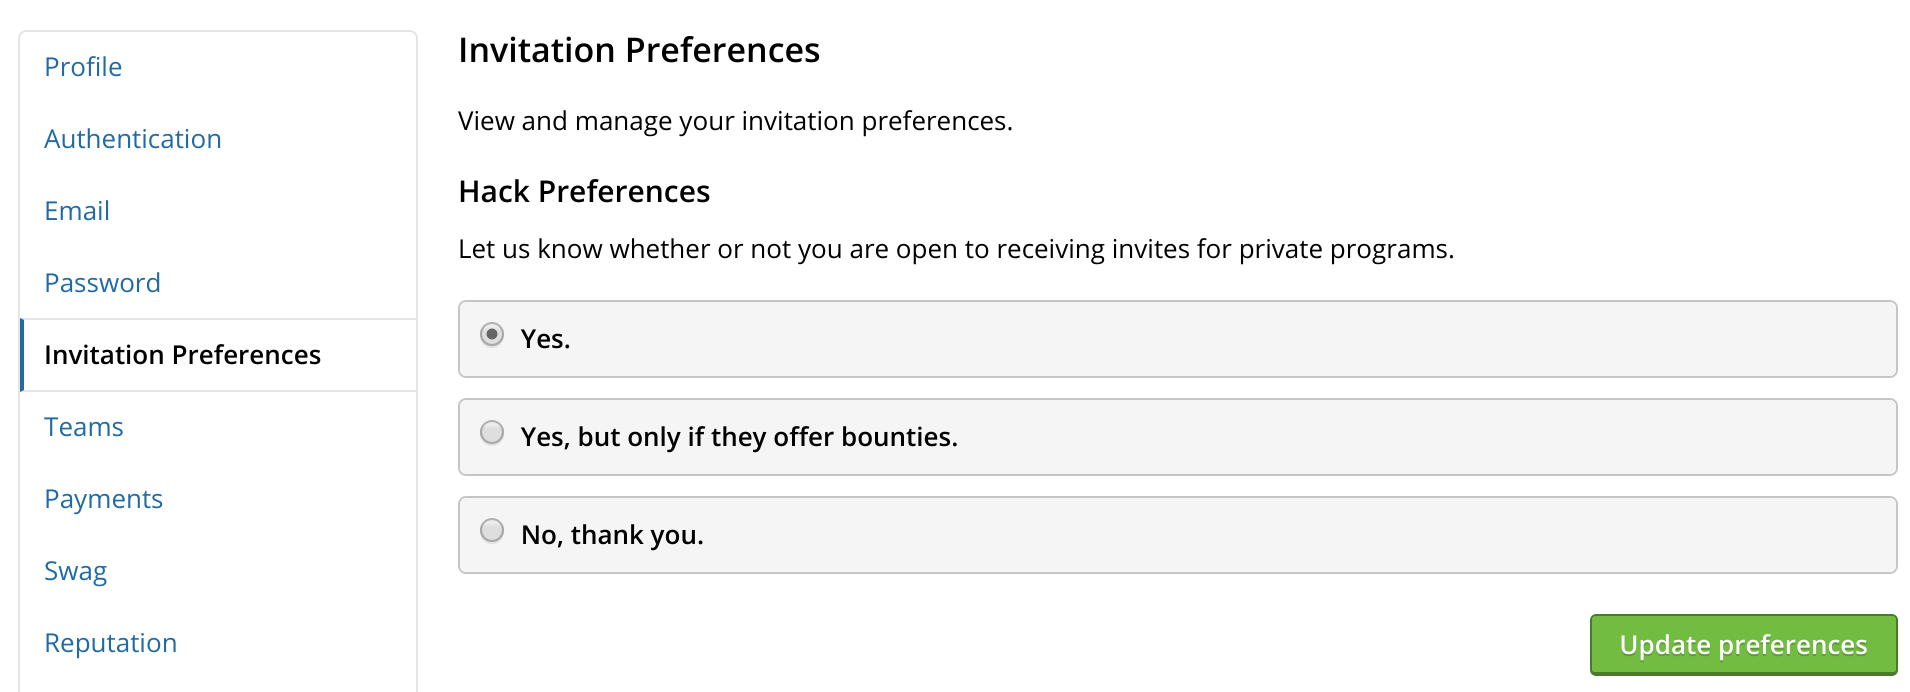 Profile
Authentication
Email
Password
Invitation Preferences
Teams
Payments
Swag
Reputation
Invitation Preferences
View and manage your invitation preferences.
Hack Preferences
Let us know whether or not you are open to receiving invites for private programs.
Yes.
Yes, but only if they offer bounties.
No, thank you.
Update preferences